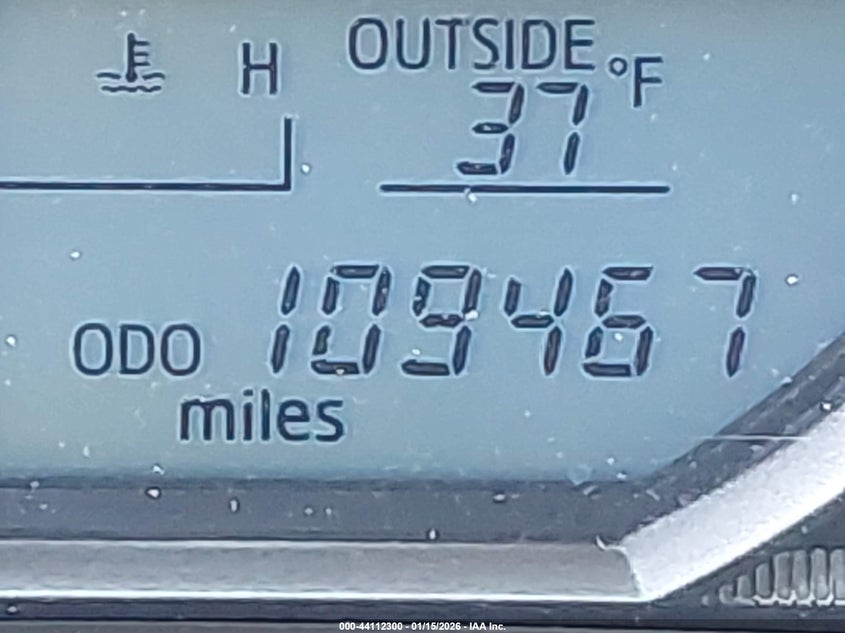 H OUTSIDE °F
37
ODO 109467
miles
000-44112300 - 01/15/2026 - IAA Inc.